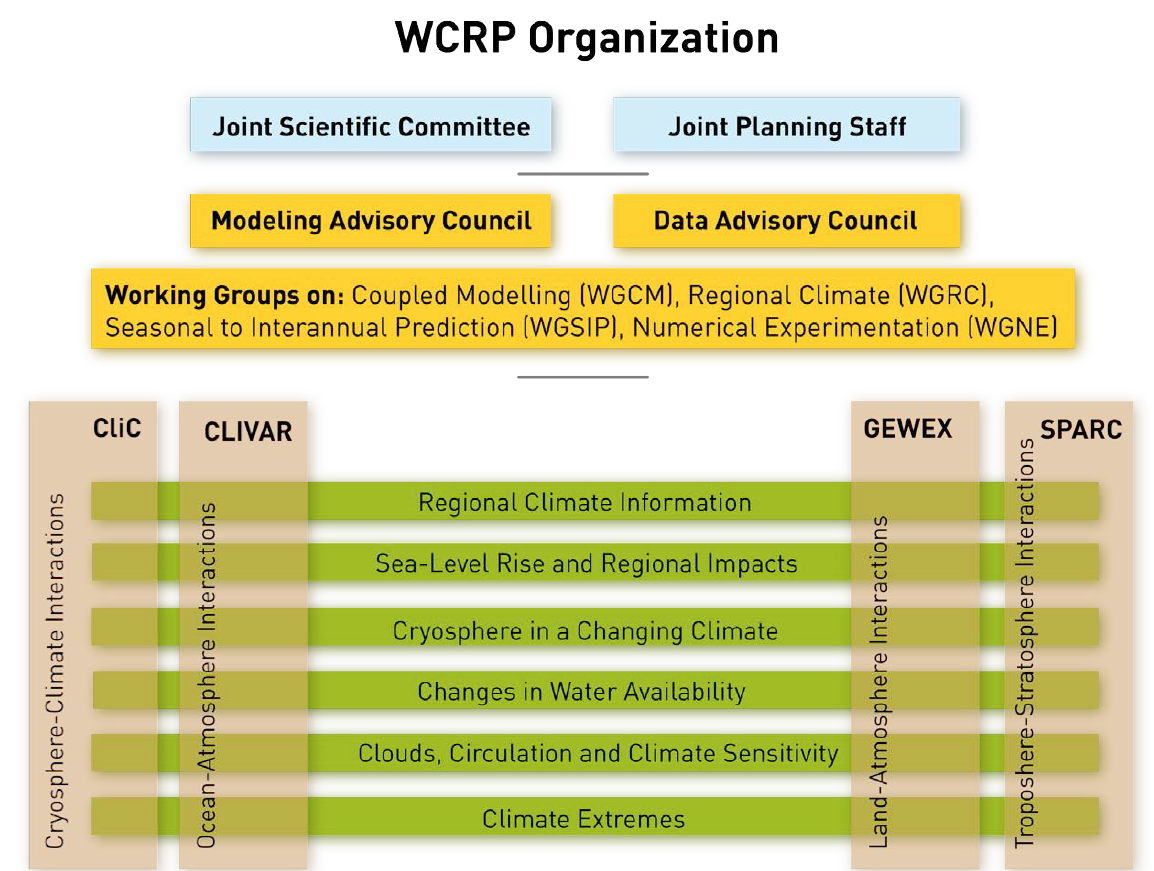 WCRP Organization
Joint Scientific Committee
Joint Planning Staff
Modeling Advisory Council
Data Advisory Council
Working Groups on: Coupled Modelling (WGCM), Regional Climate (WGRC),
Seasonal to Interannual Prediction (WGSIP), Numerical Experimentation (WGNE)
CliC
CLIVAR
GEWEX
SPARC
Cryosphere-Climate Interactions
Ocean-Atmosphere Interactions
Regional Climate Information
Sea-Level Rise and Regional Impacts
Cryosphere in a Changing Climate
Changes in Water Availability
Clouds, Circulation and Climate Sensitivity
Climate Extremes
Land-Atmosphere Interactions
Troposhere-Stratosphere Interactions